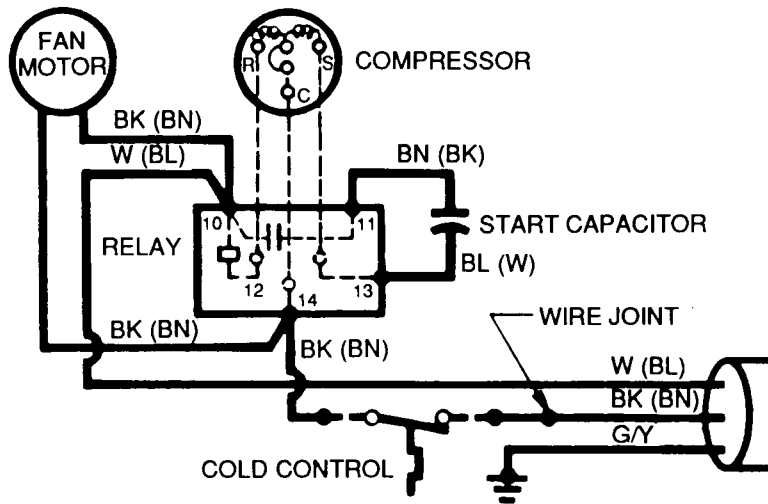 FAN
MOTOR
R
S
C
COMPRESSOR
BK (BN)
W (BL)
BN (BK)
10
11
START CAPACITOR
RELAY
BL (W)
12
13
14
BK (BN)
BK (BN)
WIRE JOINT
W (BL)
BK (BN)
G/Y
COLD CONTROL